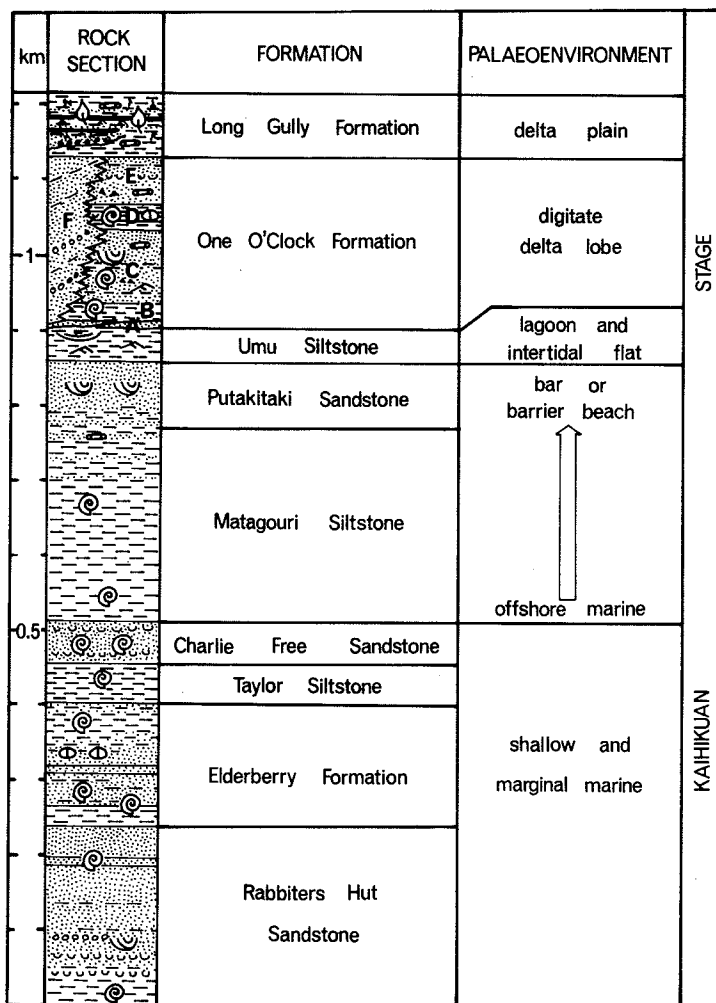 km
ROCK
SECTION
FORMATION
PALAEOENVIRONMENT
Long Gully Formation
delta plain
E
D
F
1
One O'Clock Formation
digitate
delta lobe
C
B
A
STAGE
Umu Siltstone
lagoon and
intertidal flat
Putakitaki Sandstone
bar or
barrier beach
Matagouri Siltstone
offshore marine
0.5
Charlie Free Sandstone
Taylor Siltstone
Elderberry Formation
shallow and
marginal marine
KAIHIKUAN
Rabbiters Hut
Sandstone